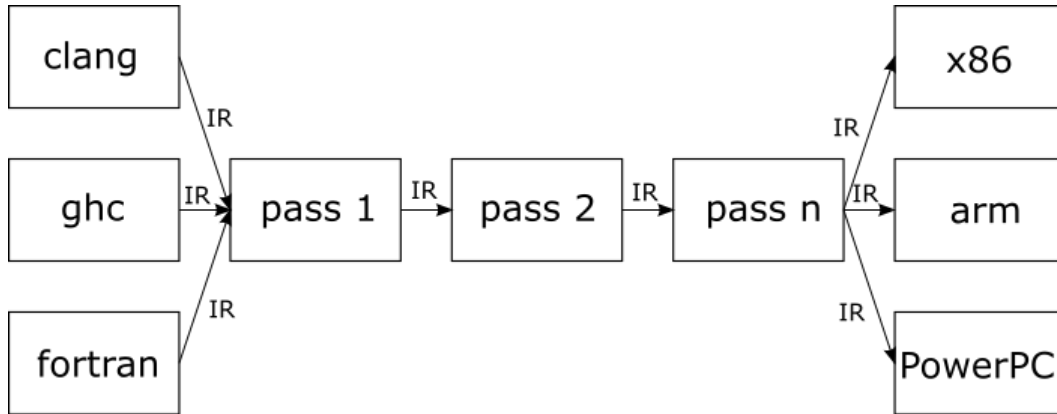 clang
x86
IR
IR
ghc
IR
pass 1
IR
pass 2
IR
pass n
IR
arm
IR
IR
fortran
PowerPC